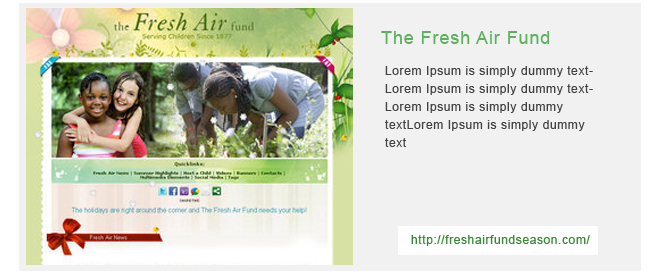 the Fresh Air fund
Serving Children Since 1877
Quicklinks:
Fresh Air Home | Summer Highlights | Host a Child | Videos | Banners | Contacts |
Multimedia Elements | Social Media | Tags
SHARETHIS
The holidays are right around the corner and The Fresh Air Fund needs your help!
Fresh Air News
The Fresh Air Fund
Lorem Ipsum is simply dummy text-
Lorem Ipsum is simply dummy text-
Lorem Ipsum is simply dummy
textLorem Ipsum is simply dummy
text
http://freshairfundseason.com/